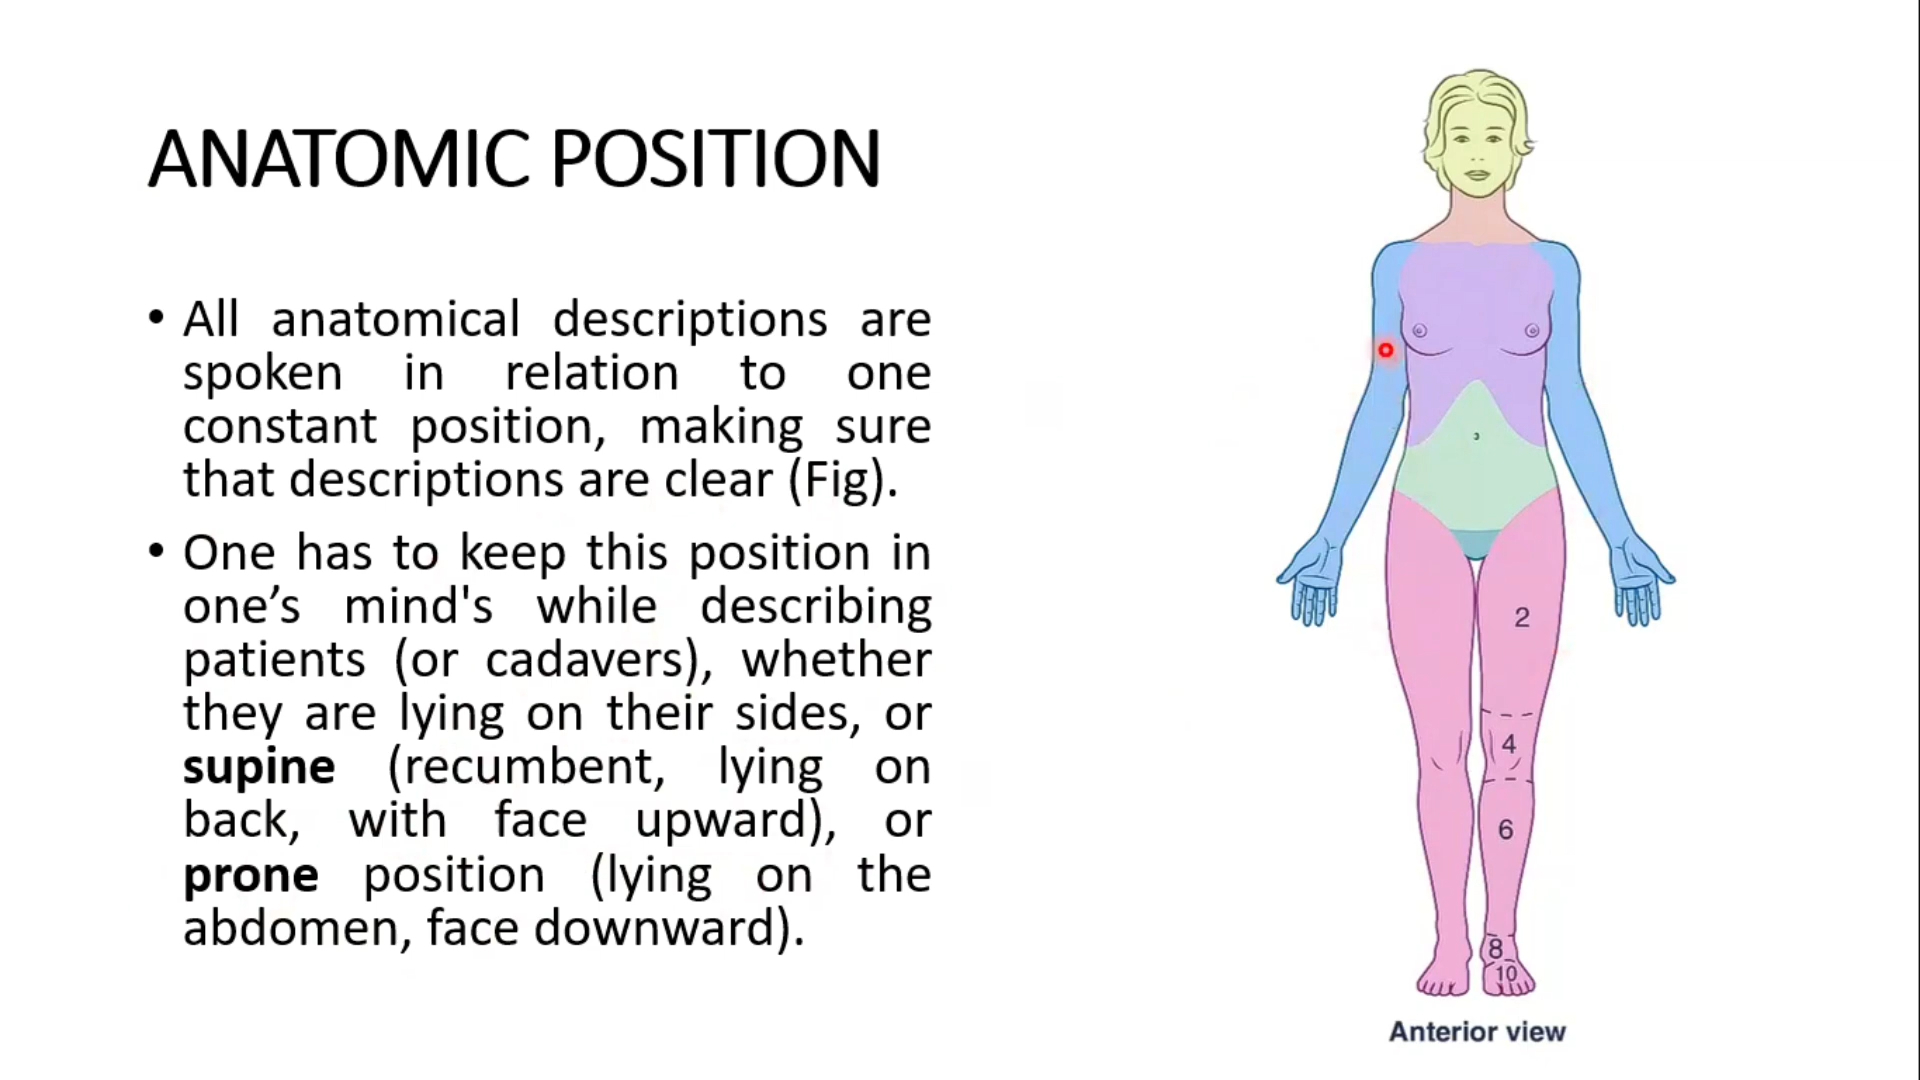 ANATOMIC POSITION
• All anatomical descriptions are
spoken in relation to one
constant position, making sure
that descriptions are clear (Fig).
• One has to keep this position in
one’s mind's while describing
patients (or cadavers), whether
they are lying on their sides, or
supine (recumbent, lying on
back, with face upward), or
prone position (lying on the
abdomen, face downward).
3
2
4
6
8
10
Anterior view